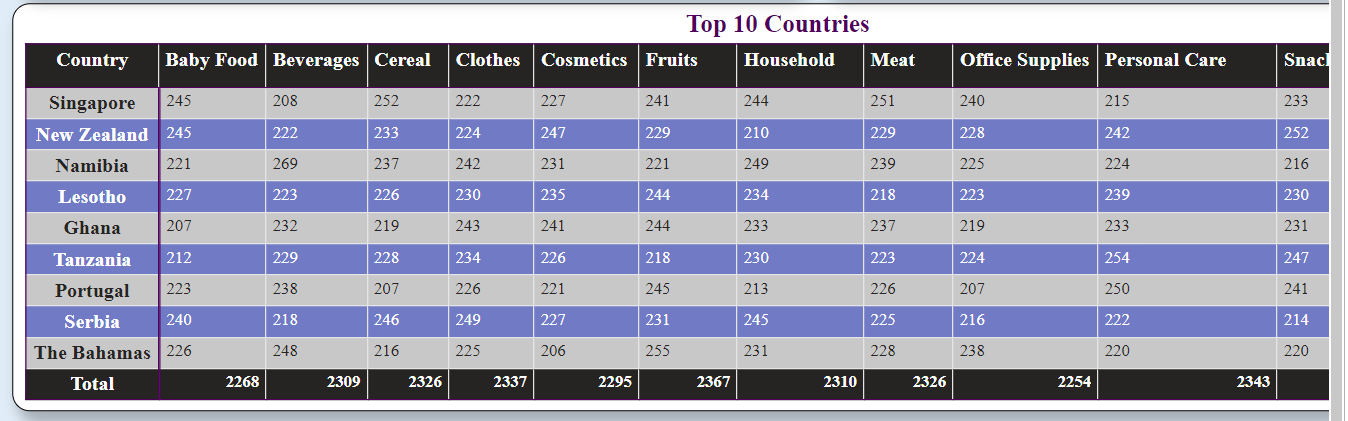 Top 10 Countries
Country Baby Food Beverages Cereal Clothes Cosmetics Fruits Household Meat Office Supplies Personal Care
Singapore 245 208 252 222 227 241 244 251 240 215 233
New Zealand 245 222 233 224 247 229 210 229 228 242 252
Namibia 221 269 237 242 231 221 249 239 225 224 216
Lesotho 227 223 226 230 235 244 234 218 223 239 230
Ghana 207 232 219 243 241 244 233 237 219 233 231
Tanzania 212 229 228 234 226 218 230 223 224 254 247
Portugal 223 238 207 226 221 245 213 226 207 250 241
Serbia 240 218 246 249 227 231 245 225 216 222 214
The Bahamas 226 248 216 225 206 255 231 228 238 220 220
Total 2268 2309 2326 2337 2295 2367 2310 2326 2254 2343